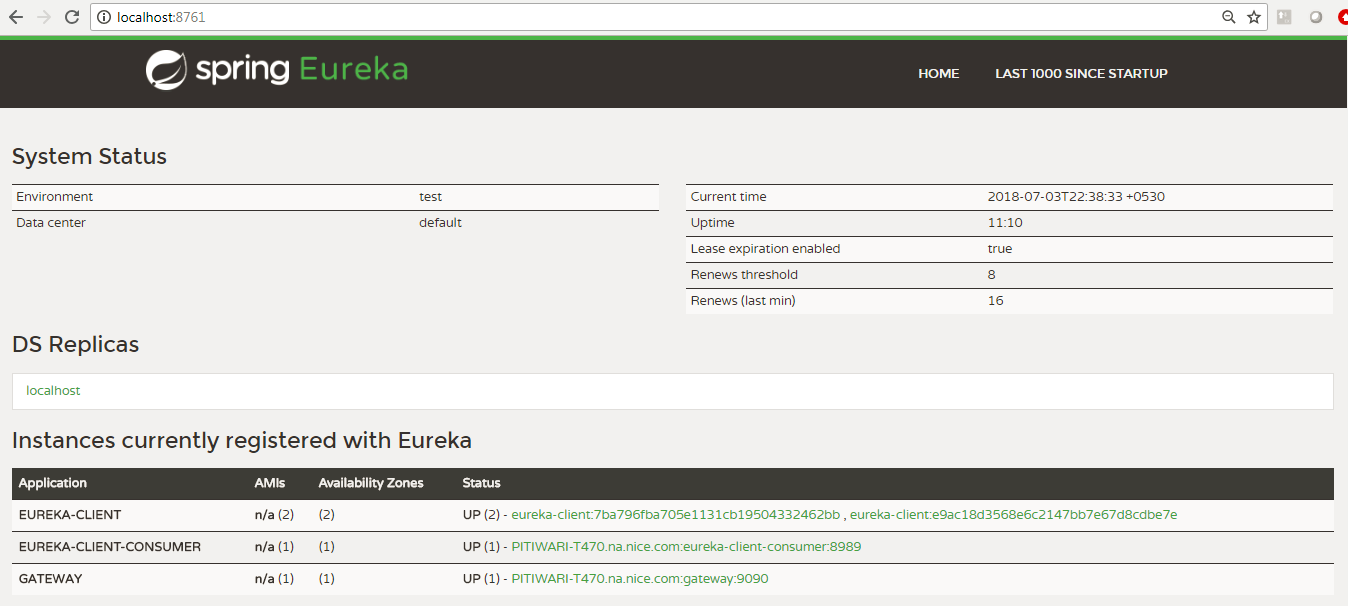 localhost:8761
spring Eureka
HOME LAST 1000 SINCE STARTUP
System Status
Environment test
Data center default
Current time 2018-07-03T22:38:33 +0530
Uptime 11:10
Lease expiration enabled true
Renews threshold 8
Renews (last min) 16
DS Replicas
localhost
Instances currently registered with Eureka
Application AMIs Availability Zones Status
EUREKA-CLIENT n/a (2) (2) UP (2) - eureka-client:7ba796fba705e1131cb19504332462bb , eureka-client:e9ac18d3568e6c2147bb7e67d8cdbe7e
EUREKA-CLIENT-CONSUMER n/a (1) (1) UP (1) - PITIWARI-T470.na.nice.com:eureka-client-consumer:8989
GATEWAY n/a (1) (1) UP (1) - PITIWARI-T470.na.nice.com:gateway:9090